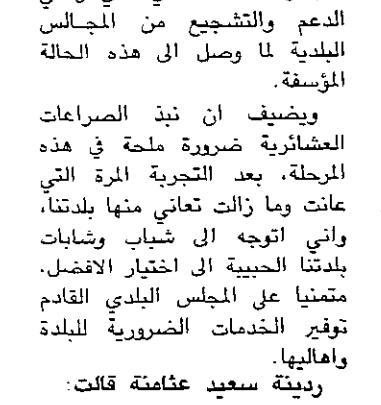 الدعم والتشجيع من المجالس
البلدية لما وصل الى هذه الحالة
المؤسفة.
ويضيف ان نبذ الصراعات
العشائرية ضرورة ملحة في هذه
المرحلة، بعد التجربة المرة التي
عانت وما زالت تعاني منها بلدتنا،
واني اتوجه الى شباب وشابات
بلدتنا الحبيبة الى اختيار الافضل.
متمنيا على المجلس البلدي القادم
توفير الخدمات الضرورية للبلدة
واهاليها.
ردينة سعيد عثامنة قالت: